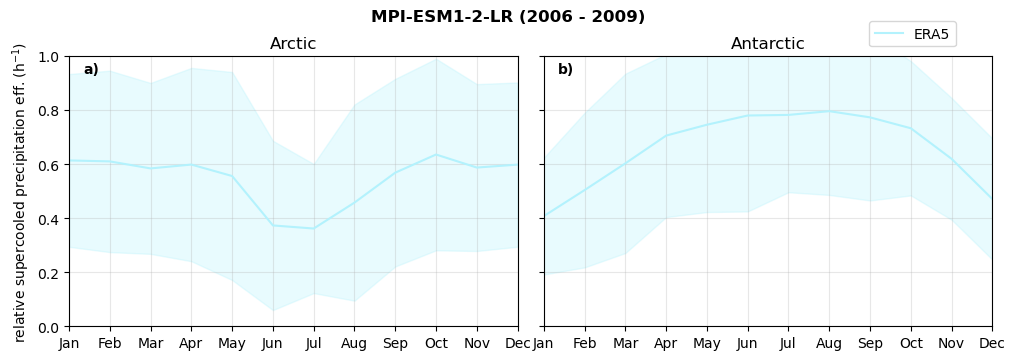 MPI-ESM1-2-LR (2006 - 2009)
ERA5
Arctic
Antarctic
relative supercooled precipitation eff. (h⁻¹)
a)
b)
1.0
0.8
0.6
0.4
0.2
0.0
Jan Feb Mar Apr May Jun Jul Aug Sep Oct Nov Dec
Jan Feb Mar Apr May Jun Jul Aug Sep Oct Nov Dec